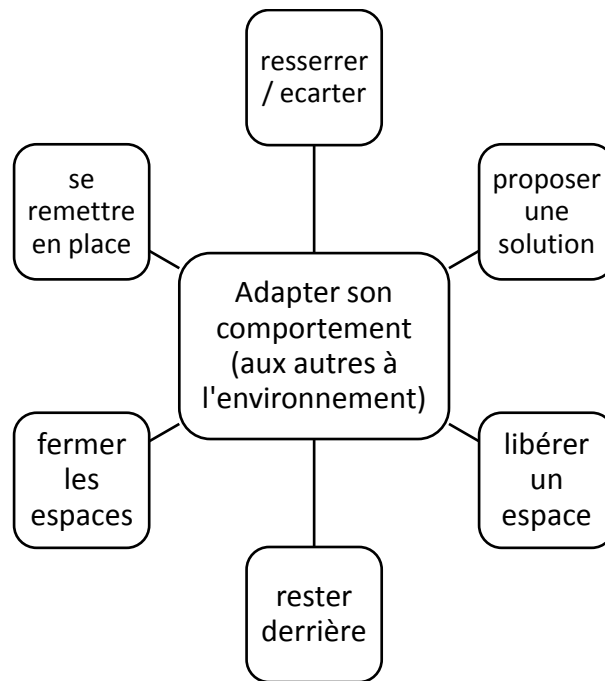 resserrer
/ ecarter
se
remettre
en place
proposer
une
solution
Adapter son
comportement
(aux autres à
l'environnement)
fermer
les
espaces
libérer
un
espace
rester
derrière